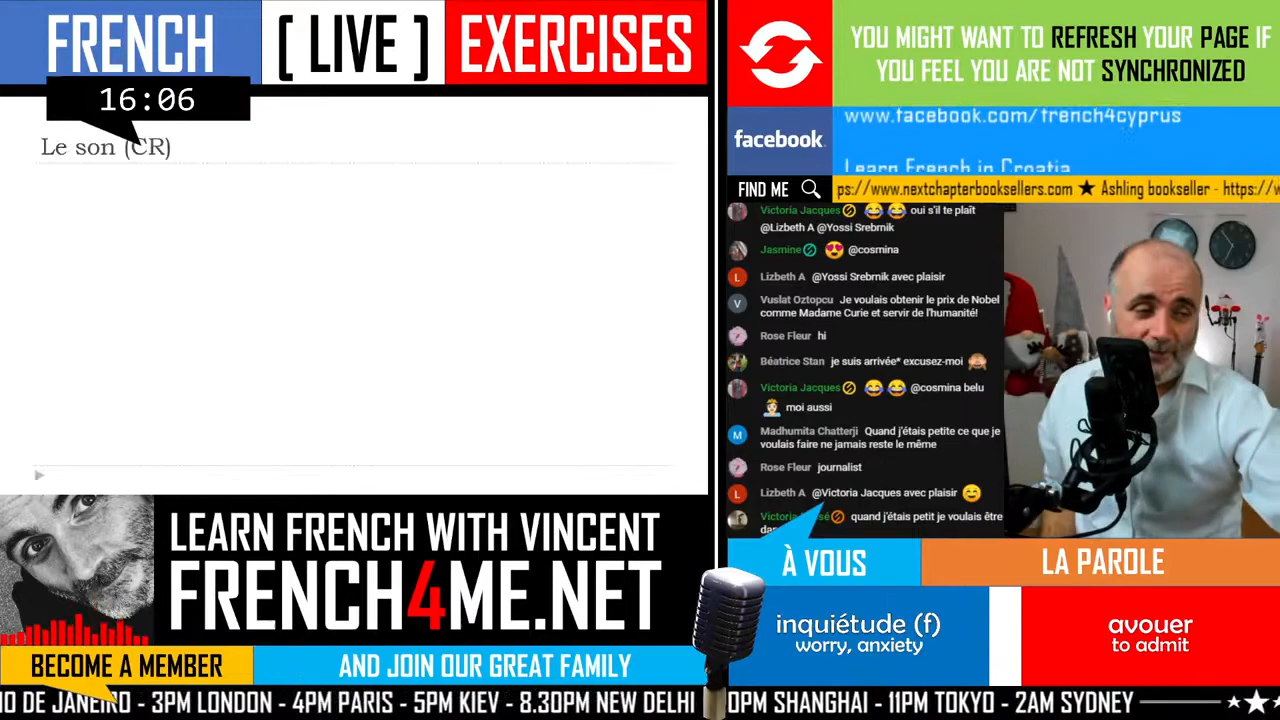 FRENCH
[ LIVE ]
EXERCISES
16:06
Le son (CR)
LEARN FRENCH WITH VINCENT
FRENCH4ME.NET
BECOME A MEMBER
AND JOIN OUR GREAT FAMILY
YOU MIGHT WANT TO REFRESH YOUR PAGE IF
YOU FEEL YOU ARE NOT SYNCHRONIZED
facebook
www.facebook.com/french4cyprus
Learn French in Croatia
FIND ME
ps://www.nextchapterbooksellers.com ★ Ashling bookseller - https://w
Victoria Jacques 😂 😂 oui s'il te plaît
@Lizbeth A @Yossi Srebrnik
Jasmine 😍 @cosmina
L Lizbeth A @Yossi Srebrnik avec plaisir
V Vuslat Oztopcu Je voulais obtenir le prix de Nobel
comme Madame Curie et servir de l'humanité!
Rose Fleur hi
Béatrice Stan je suis arrivée* excusez-moi 🙈
Victoria Jacques 😂 😂 @cosmina belu
👸🏻 moi aussi
M Madhumita Chatterji Quand j'étais petite ce que je
voulais faire ne jamais reste le même
Rose Fleur journalist
L Lizbeth A @Victoria Jacques avec plaisir 😊
quand j'étais petit je voulais être
À VOUS
LA PAROLE
inquiétude (f)
worry, anxiety
avouer
to admit
IO DE JANEIRO - 3PM LONDON - 4PM PARIS - 5PM KIEV - 8.30PM NEW DELHI
0PM SHANGHAI - 11PM TOKYO - 2AM SYDNEY